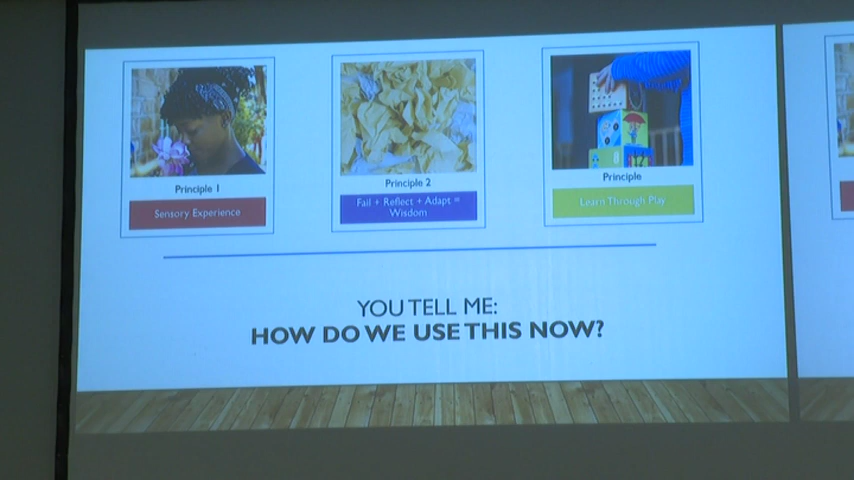 Principle 1
Sensory Experience
Principle 2
Fail + Reflect + Adapt =
Wisdom
Principle
Learn Through Play
YOU TELL ME:
HOW DO WE USE THIS NOW?